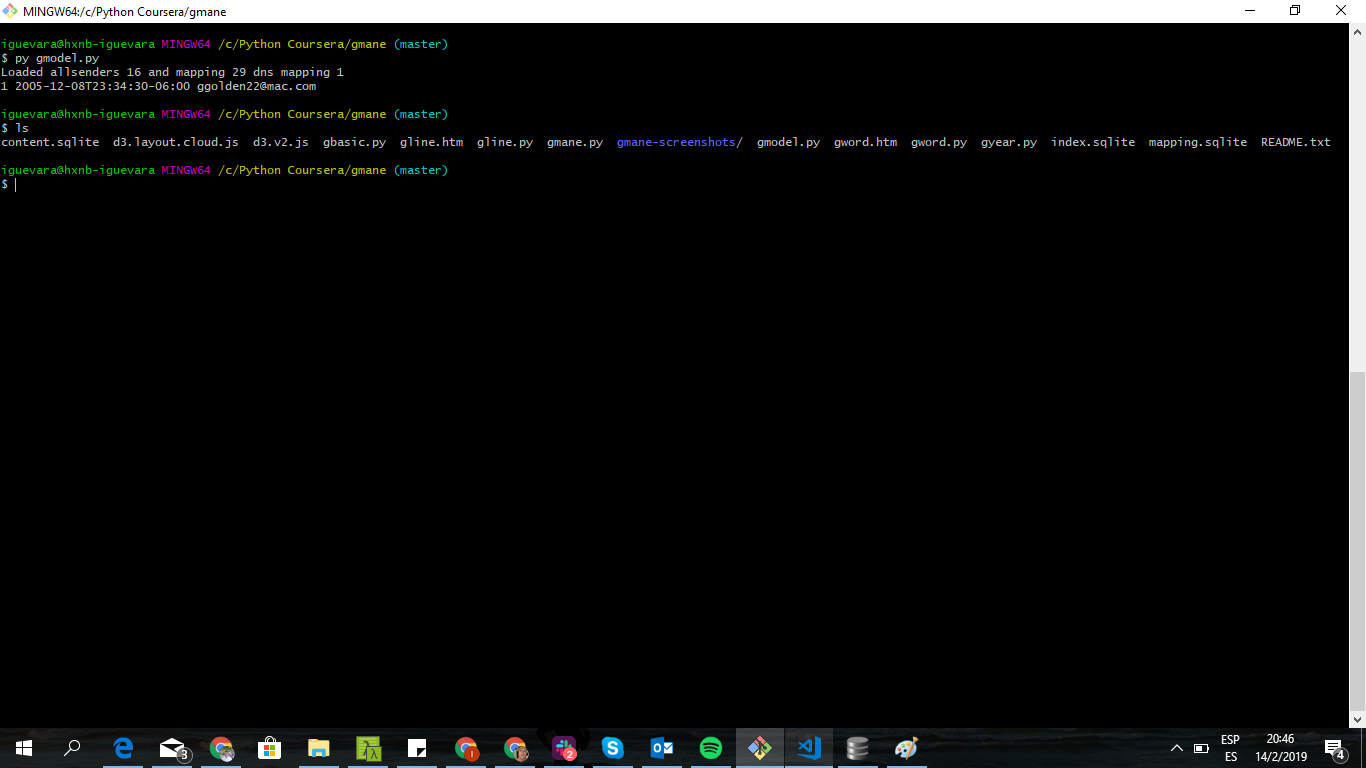 MINGW64:/c/Python Coursera/gmane
iguevara@hxnb-iguevara MINGW64 /c/Python Coursera/gmane (master)
$ py gmodel.py
Loaded allsenders 16 and mapping 29 dns mapping 1
1 2005-12-08T23:34:30-06:00 ggolden22@mac.com
iguevara@hxnb-iguevara MINGW64 /c/Python Coursera/gmane (master)
$ ls
content.sqlite d3.layout.cloud.js d3.v2.js gbasic.py gline.htm gline.py gmane.py gmane-screenshots/ gmodel.py gword.htm gword.py gyear.py index.sqlite mapping.sqlite README.txt
iguevara@hxnb-iguevara MINGW64 /c/Python Coursera/gmane (master)
$
3
2
ESP
ES
20:46
14/2/2019
4